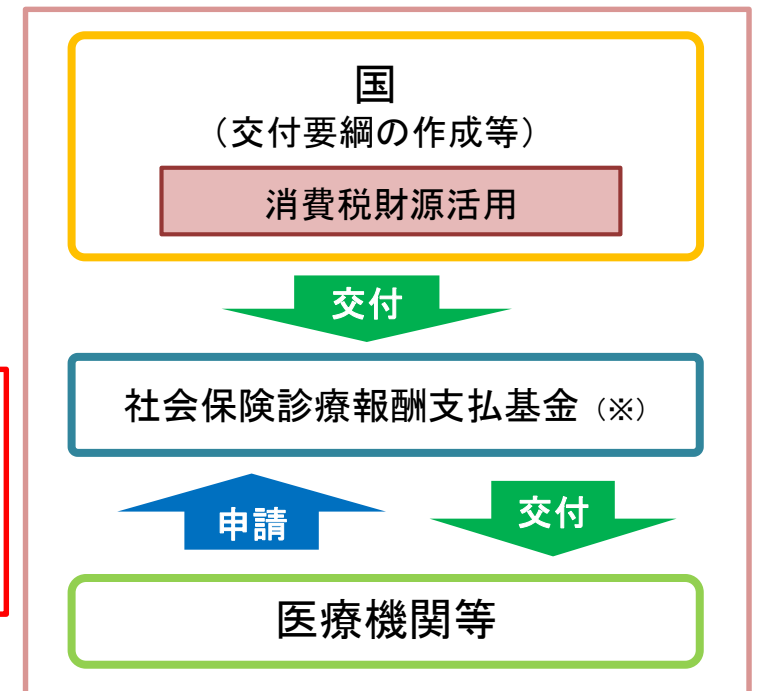 国
（交付要綱の作成等）
消費税財源活用
交付
社会保険診療報酬支払基金（※）
申請
交付
医療機関等